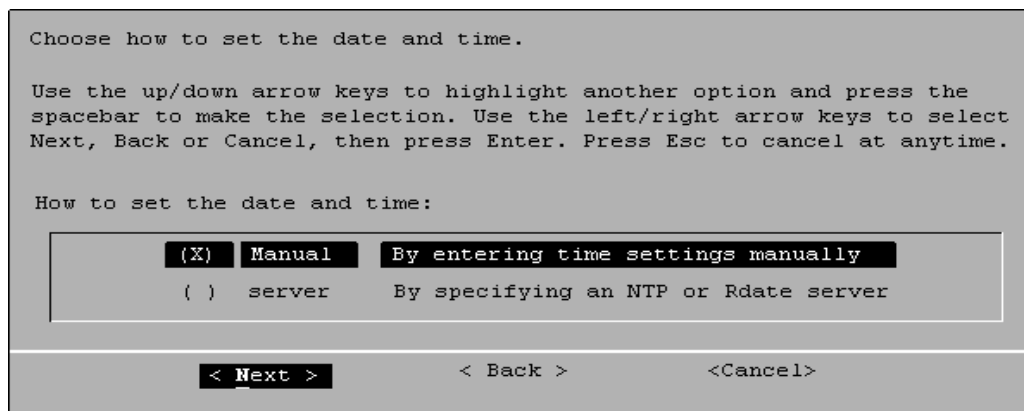 Choose how to set the date and time.
Use the up/down arrow keys to highlight another option and press the
spacebar to make the selection. Use the left/right arrow keys to select
Next, Back or Cancel, then press Enter. Press Esc to cancel at anytime.
How to set the date and time:
(X) Manual By entering time settings manually
( ) server By specifying an NTP or Rdate server
< Next > < Back > <Cancel>